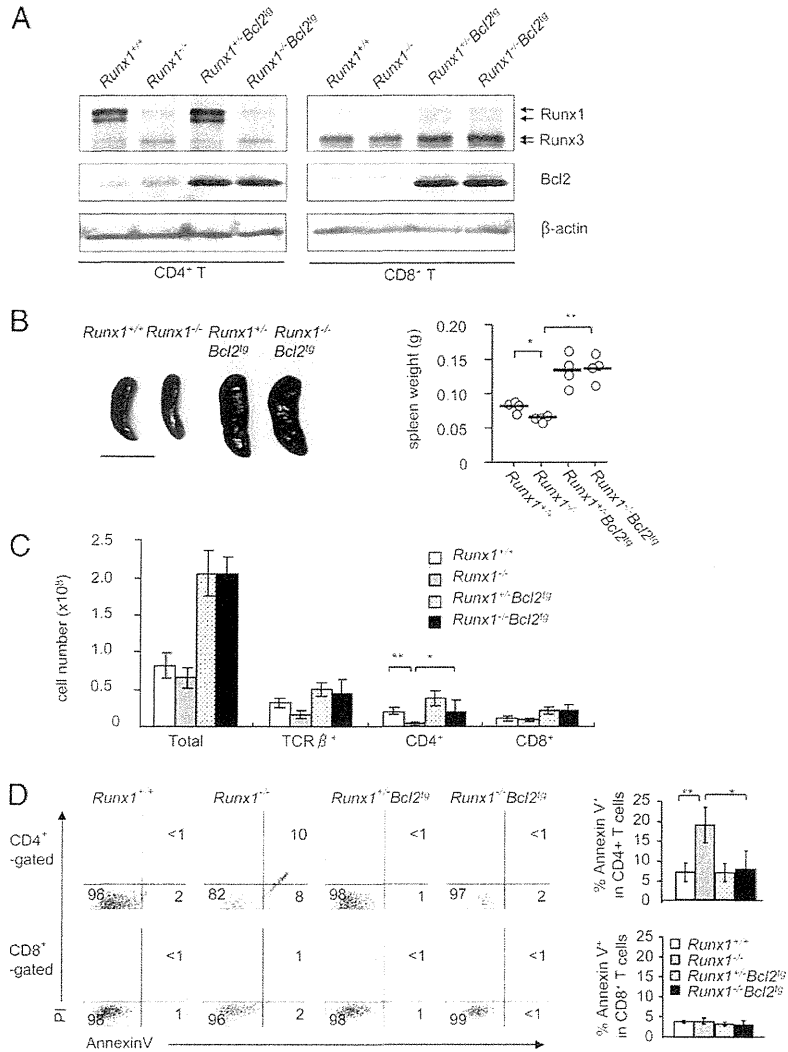 A
Runx1+/+ Runx1-/- Runx1+/-Bcl2tg Runx1-/-Bcl2tg Runx1+/+ Runx1-/- Runx1+/-Bcl2tg Runx1-/-Bcl2tg
Runx1
Runx3
Bcl2
β-actin
CD4+ T CD8+ T
B
Runx1+/+ Runx1-/- Runx1+/- Bcl2tg Runx1-/- Bcl2tg
spleen weight (g)
0.20
0.15
0.10
0.05
0
* **
Runx1+/+ Runx1-/- Runx1+/-Bcl2tg Runx1-/-Bcl2tg
C
cell number (x10⁸)
2.5
2.0
1.5
1.0
0.5
0
Runx1+/+
Runx1-/-
Runx1+/-Bcl2tg
Runx1-/-Bcl2tg
** *
Total TCRβ+ CD4+ CD8+
D
Runx1+/+ Runx1-/- Runx1+/-Bcl2tg Runx1-/-Bcl2tg
CD4+
-gated
<1 10 <1 <1
98 2 82 8 98 1 97 2
CD8+
-gated
<1 1 <1 <1
98 1 96 2 98 1 99 <1
PI
AnnexinV
% Annexin V+
in CD4+ T cells
25
20
15
10
5
0
** *
% Annexin V+
in CD8+ T cells
25
20
15
10
5
0
Runx1+/+
Runx1-/-
Runx1+/-Bcl2tg
Runx1-/-Bcl2tg